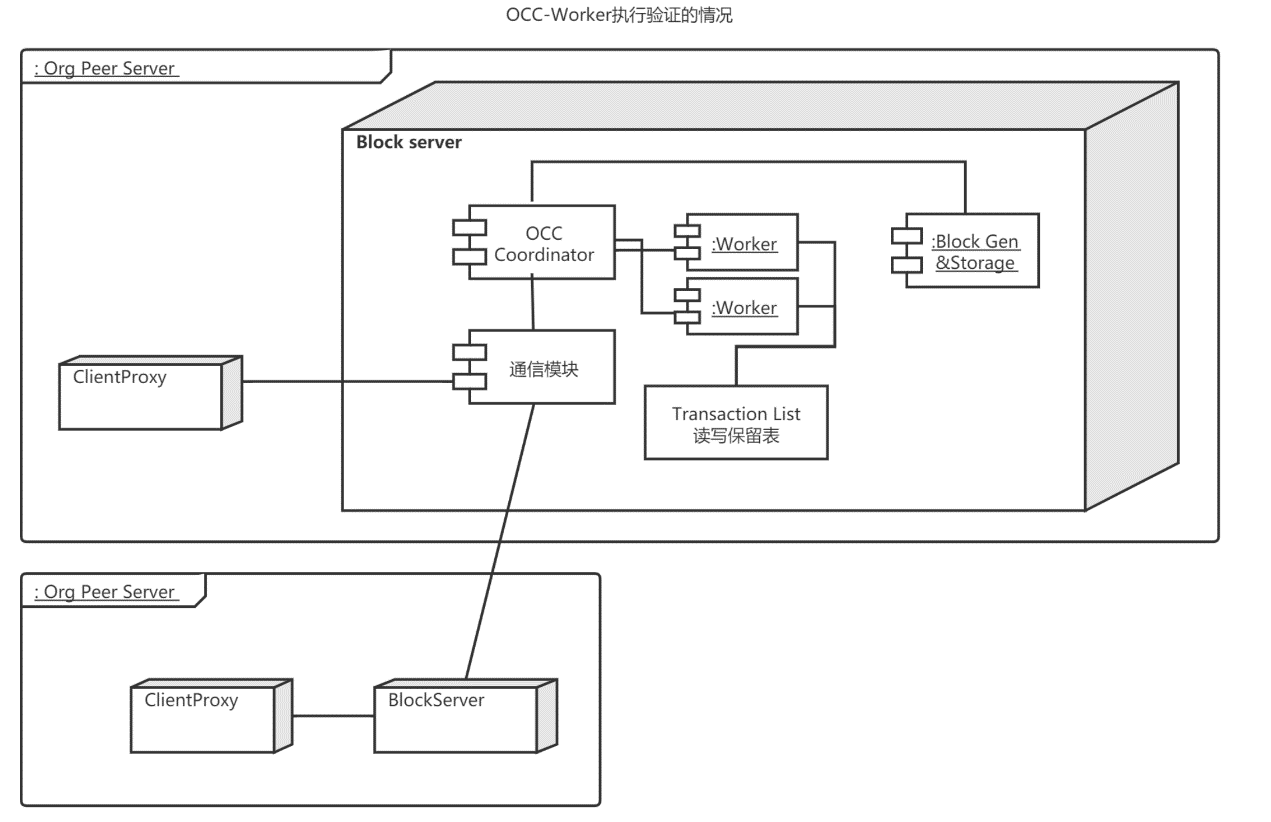 OCC-Worker执行验证的情况
: Org Peer Server
Block server
OCC
Coordinator
:Worker
:Block Gen
&Storage
:Worker
通信模块
ClientProxy
Transaction List
读写保留表
: Org Peer Server
ClientProxy
BlockServer